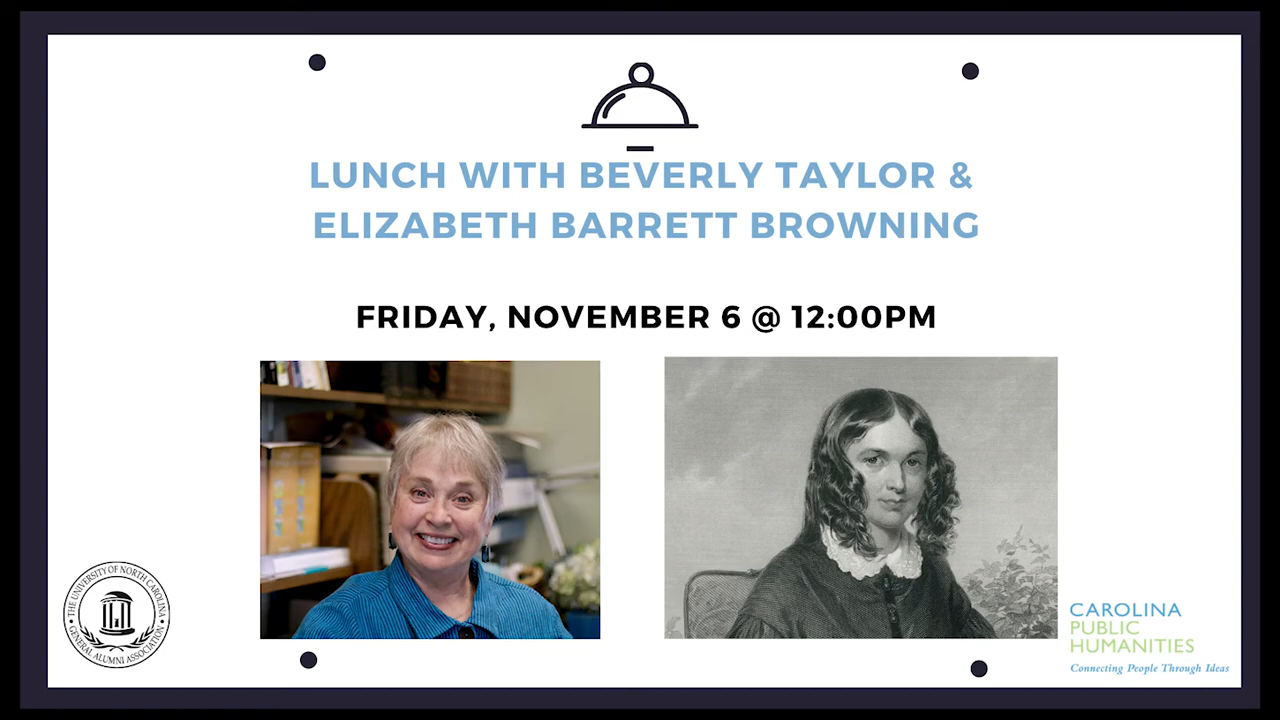 LUNCH WITH BEVERLY TAYLOR &
ELIZABETH BARRETT BROWNING
FRIDAY, NOVEMBER 6 @ 12:00PM
THE UNIVERSITY OF NORTH CAROLINA
GENERAL ALUMNI ASSOCIATION
CAROLINA
PUBLIC
HUMANITIES
Connecting People Through Ideas